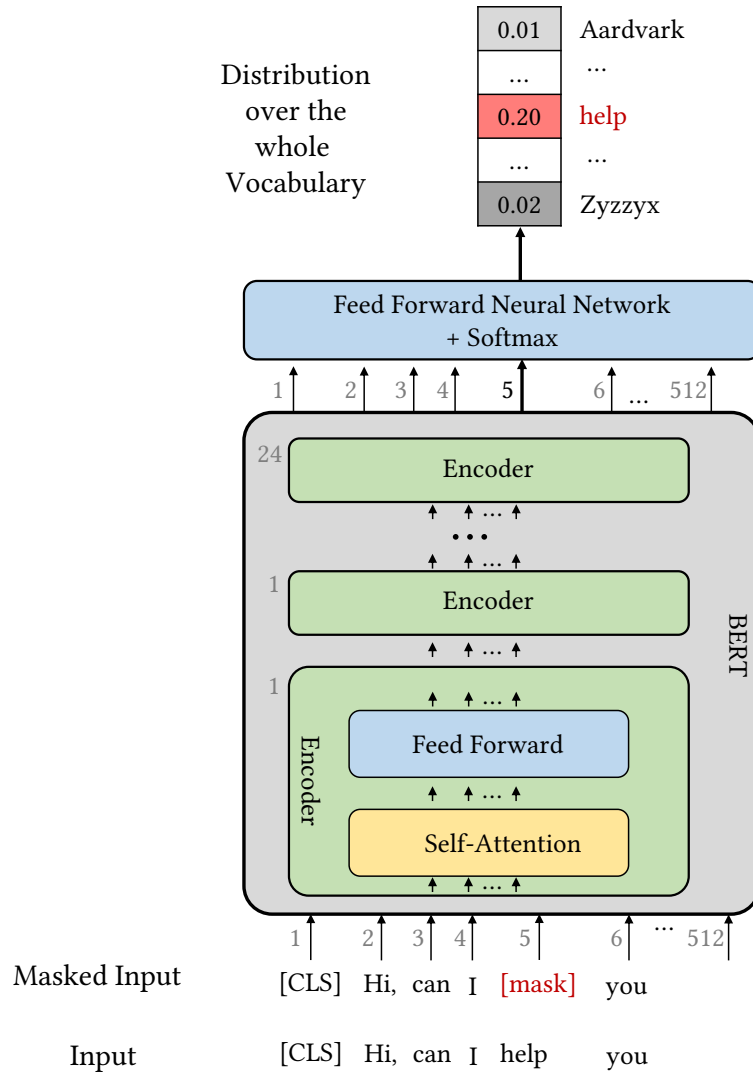 0.01 Aardvark
... ...
0.20 help
... ...
0.02 Zyzzyx
Distribution
over the
whole
Vocabulary
Feed Forward Neural Network
+ Softmax
1 2 3 4 5 6 ... 512
24
Encoder
...
•••
...
1
Encoder
...
1
...
Feed Forward
...
Self-Attention
...
Encoder
BERT
1 2 3 4 5 6 ... 512
Masked Input [CLS] Hi, can I [mask] you
Input [CLS] Hi, can I help you